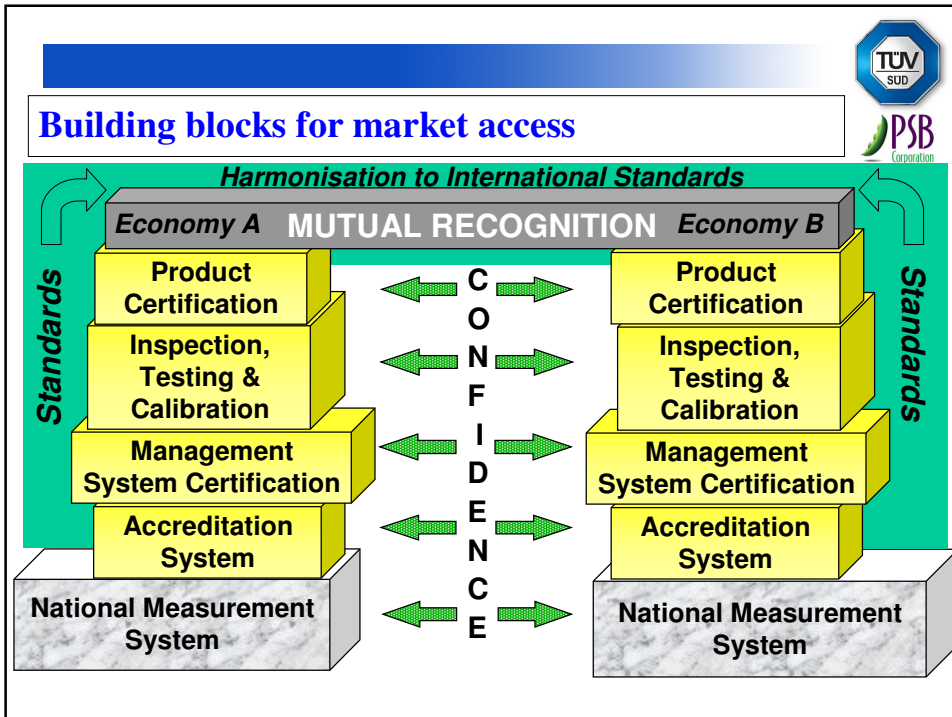 TÜV
SÜD
PSB
Corporation
Building blocks for market access
Harmonisation to International Standards
Economy A MUTUAL RECOGNITION Economy B
Standards
Product
Certification
Inspection,
Testing &
Calibration
Management
System Certification
Accreditation
System
National Measurement
System
CONFIDENCE
Product
Certification
Inspection,
Testing &
Calibration
Management
System Certification
Accreditation
System
National Measurement
System
Standards